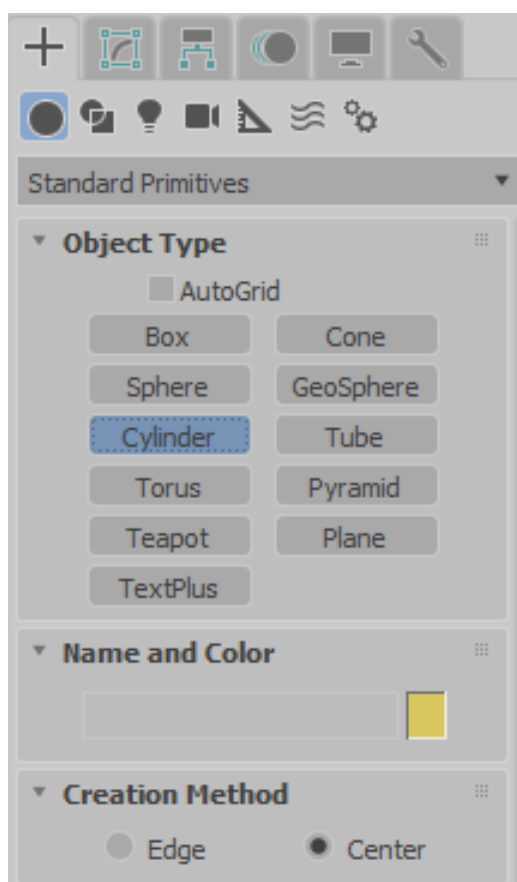 Standard Primitives
Object Type
AutoGrid
Box Cone
Sphere GeoSphere
Cylinder Tube
Torus Pyramid
Teapot Plane
TextPlus
Name and Color
Creation Method
Edge Center